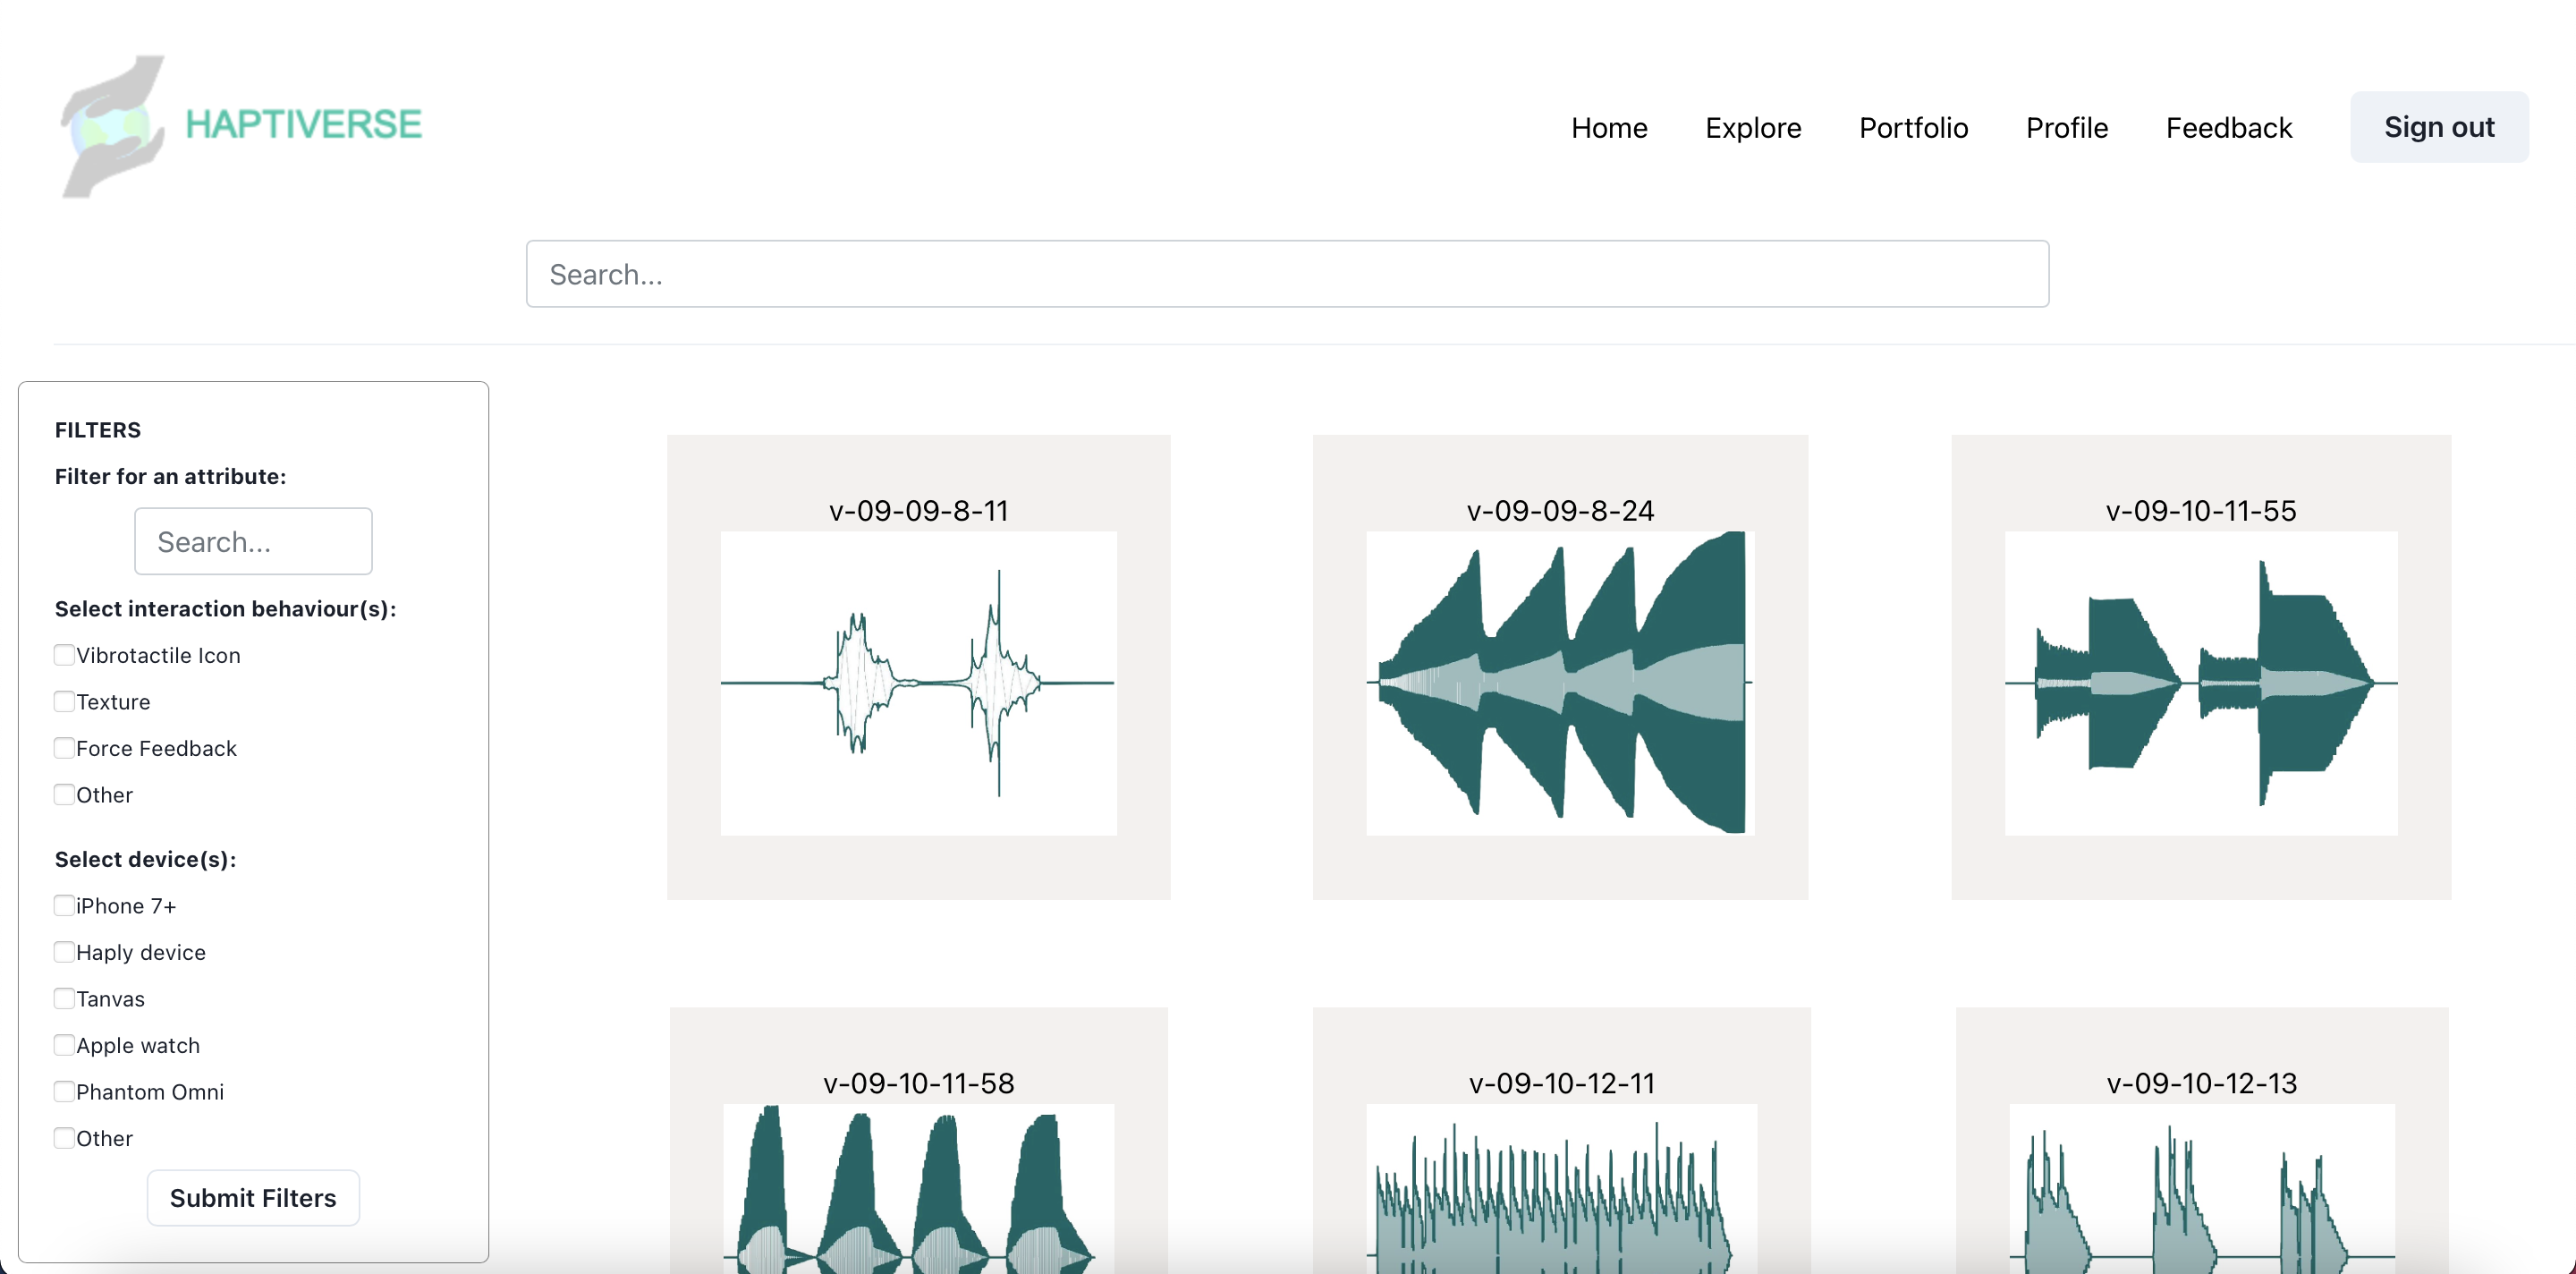 HAPTIVERSE
Home Explore Portfolio Profile Feedback Sign out
Search...
FILTERS
Filter for an attribute:
Search...
Select interaction behaviour(s):
Vibrotactile Icon
Texture
Force Feedback
Other
Select device(s):
iPhone 7+
Haply device
Tanvas
Apple watch
Phantom Omni
Other
Submit Filters
v-09-09-8-11
v-09-09-8-24
v-09-10-11-55
v-09-10-11-58
v-09-10-12-11
v-09-10-12-13